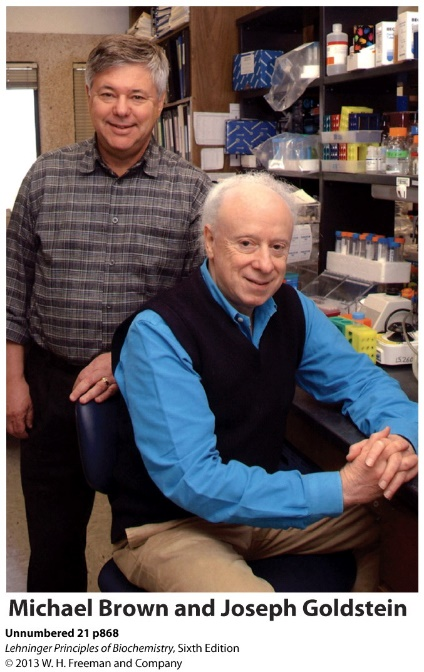 Michael Brown and Joseph Goldstein
Unnumbered 21 p868
Lehninger Principles of Biochemistry, Sixth Edition
© 2013 W. H. Freeman and Company